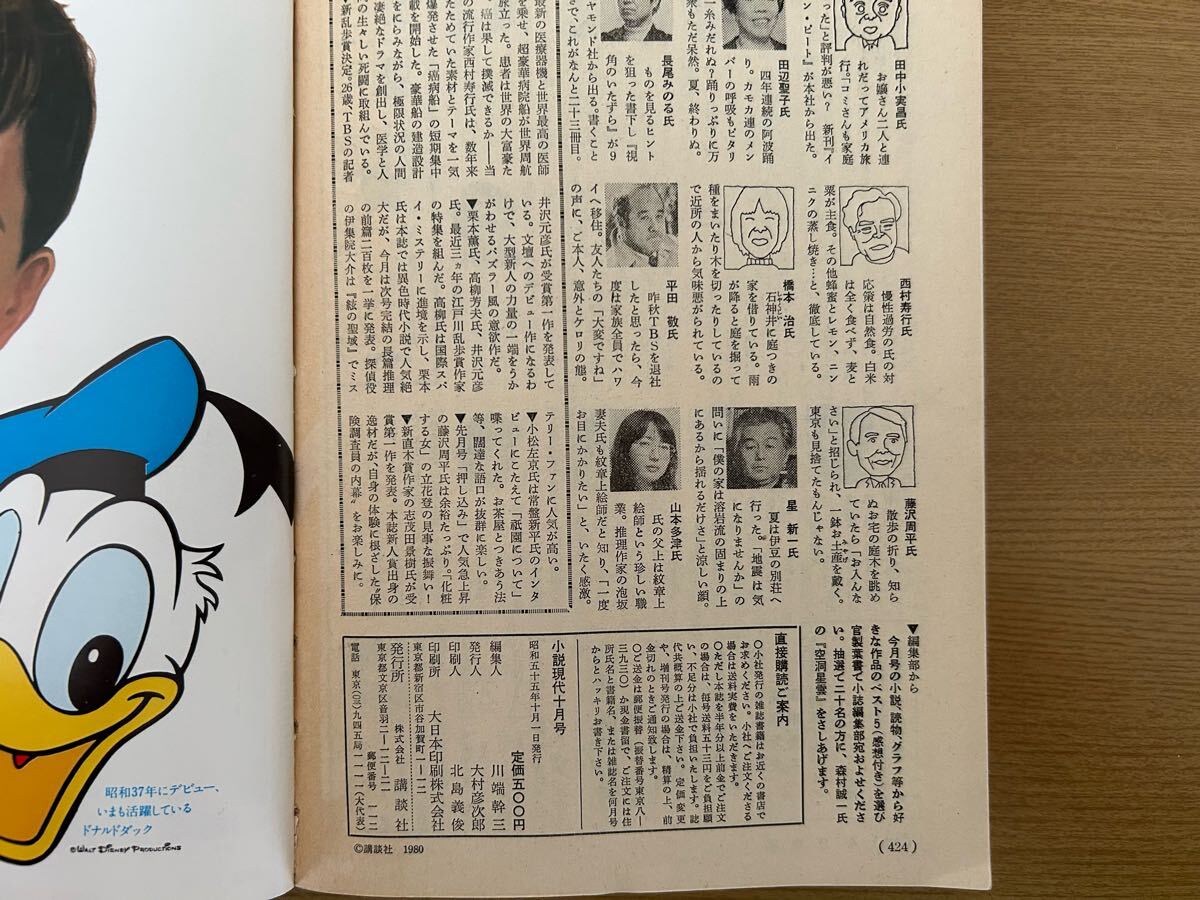 田中小実昌氏
お嬢さん二人と連
れだってアメリカ旅
行。「コミさんも家庭
った」と評判が悪い？　新刊『イ
ン・ビート』が本社から出た。
田辺聖子氏
四年連続の阿波踊
り。カモカ連のメン
バーの呼吸もピタリ
一糸みだれぬ？踊りっぷりに万
衆もただ呆然。夏、終わりぬ。
長尾みのる氏
ものを見るヒント
を狙った書下し『視
角のいたずら』が９
ヤモンド社から出る。書くこと
きで、これがなんと二十三冊目。
西村寿行氏
慢性過労の氏の対
応策は自然食。白米
は全く食べず、麦と
粟が主食。その他蜂蜜とレモン、ニン
ニクの蒸し焼き…と、徹底している。
橋本　治氏
石神井に庭つきの
家を借りている。雨
が降ると庭を掘って
種をまいたり木を切ったりしているの
で近所の人から気味悪がられている。
平田　敬氏
昨秋ＴＢＳを退社
したと思ったら、今
度は家族全員でハワ
イへ移住。友人たちの「大変ですね」
の声に、ご本人、意外とケロリの態。
藤沢周平氏
散歩の折り、知ら
ぬお宅の庭木を眺め
ていたら「お入んな
さい」と招じられ、一鉢お土産を戴く。
東京も見捨てたもんじゃない。
星　新一氏
夏は伊豆の別荘へ
行った。「地震は気
になりませんか」の
問いに「僕の家は溶岩流の固まりの上
にあるから揺れるだけさ」と涼しい顔。
山本多津氏
氏の父上は紋章上
絵師という珍しい職
業。推理作家の泡坂
妻夫氏も紋章上絵師だと知り、「一度
お目にかかりたい」と、いたく感激。
最新の医療器機と世界最高の医師
を乗せ、超豪華病院船が世界周航
旅立った。患者は世界の大富豪た
癌は果して撲滅できるか――当
の流行作家西村寿行氏は、数年来
たためていた素材とテーマを一気
爆発させた「癌病船」の短期集中
載を開始した。豪華船の建造設計
をにらみながら、極限状況の人間
凄絶なドラマを創出し、医学と人
の生々しい死闘に取組んでいる。
新乱歩賞決定。26歳、ＴＢＳの記者
井沢元彦氏が受賞第一作を発表して
いる。文壇へのデビュー作になるわ
けで、大型新人の力量の一端をうか
がわせるパズラー風の意欲作だ。
▼栗本薫氏、高柳芳夫氏、井沢元彦
氏。最近三ヵ年の江戸川乱歩賞作家
の特集を組んだ。高柳氏は国際スパ
イ・ミステリーに進境を示し、栗本
氏は本誌では異色時代小説で人気絶
大だが、今月は次号完結の長篇推理
の前篇二百枚を一挙に発表。探偵役
の伊集院大介は『絃の聖域』でミス
テリー・ファンに人気が高い。
▼小松左京氏は常盤新平氏のインタ
ビューにこたえて「祇園について」
喋ってくれた。お茶屋とつきあう法
等、闊達な語口が抜群に楽しい。
▼先月号「押し込み」で人気急上昇
の藤沢周平氏は余裕たっぷり。「化粧
する女」の立花登の見事な振舞い！
▼新直木賞作家の志茂田景樹氏が受
賞第一作を発表。本誌新人賞出身の
逸材だが、自身の体験に根ざした〝保
険調査員の内幕〟をお楽しみに。
▼編集部から
今月号の小説、読物、グラフ等から好
きな作品のベスト５（感想付き）を選び
官製葉書で小誌編集部宛およせくださ
い。抽選で二十名の方に、森村誠一氏
の『空洞星雲』をさしあげます。
直接購読ご案内
○小社発行の雑誌書籍はお近くの書店で
お求めください。小社へご注文くださる
場合は送料実費をいただきます。
○ただし本誌を半年分以上前金でご注文
の場合は、毎号送料五十三円をご負担願
い、不足分は小社で負担いたします。誌
代共概算の上ご送金下さい。定価変更
や、増刊号発行の場合は、精算の上、前
金切れのときご通知致します。
○ご送金は郵便振替（振替番号東京八―
三九三〇）か現金書留で、ご注文には住
所氏名と書籍名、または雑誌名を何月号
からとハッキリお書き下さい。
小説現代十月号
昭和五十五年十月一日発行
定価五〇〇円
編集人　川端幹三
発行人　大村彦次郎
印刷人　北島義俊
印刷所　大日本印刷株式会社
東京都新宿区市谷加賀町一―一二
発行所　株式会社　講談社
東京都文京区音羽二―一二―二一
郵便番号　一一二
電話　東京（〇三）九四五局一一一一（大代表）
©講談社　1980
（424）
昭和37年にデビュー、
いまも活躍している
ドナルドダック
©WALT DISNEY PRODUCTIONS